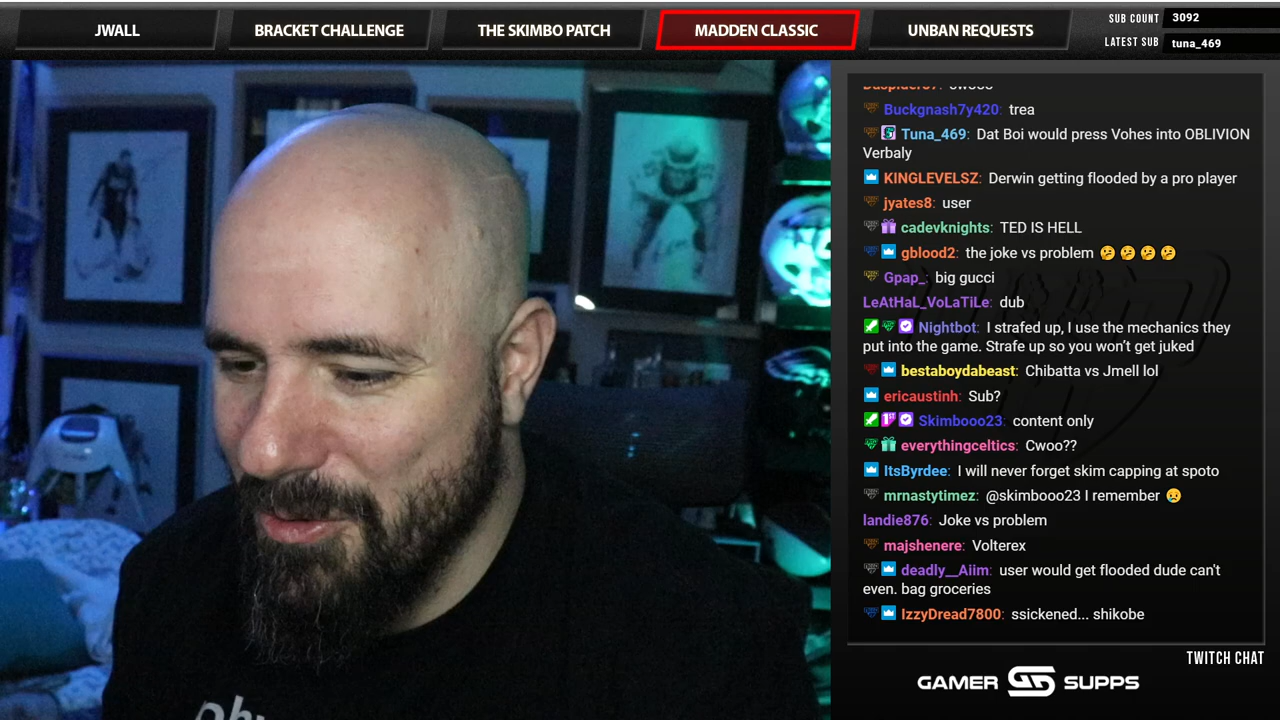 JWALL
BRACKET CHALLENGE
THE SKIMBO PATCH
MADDEN CLASSIC
UNBAN REQUESTS
SUB COUNT 3092
LATEST SUB tuna_469
Buckgnash7y420: trea
Tuna_469: Dat Boi would press Vohes into OBLIVION
Verbaly
KINGLEVELSZ: Derwin getting flooded by a pro player
jyates8: user
cadevknights: TED IS HELL
gblood2: the joke vs problem 🤔 🤔 🤔 🤔
Gpap_: big gucci
LeAtHaL_VoLaTiLe: dub
Nightbot: I strafed up, I use the mechanics they
put into the game. Strafe up so you won't get juked
bestaboydabeast: Chibatta vs Jmell lol
ericaustinh: Sub?
Skimbooo23: content only
everythingceltics: Cwoo??
ItsByrdee: I will never forget skim capping at spoto
mrnastytimez: @skimbooo23 I remember 😢
landie876: Joke vs problem
majshenere: Volterex
deadly__Aiim: user would get flooded dude can't
even. bag groceries
IzzyDread7800: ssickened... shikobe
TWITCH CHAT
GAMER SUPPS